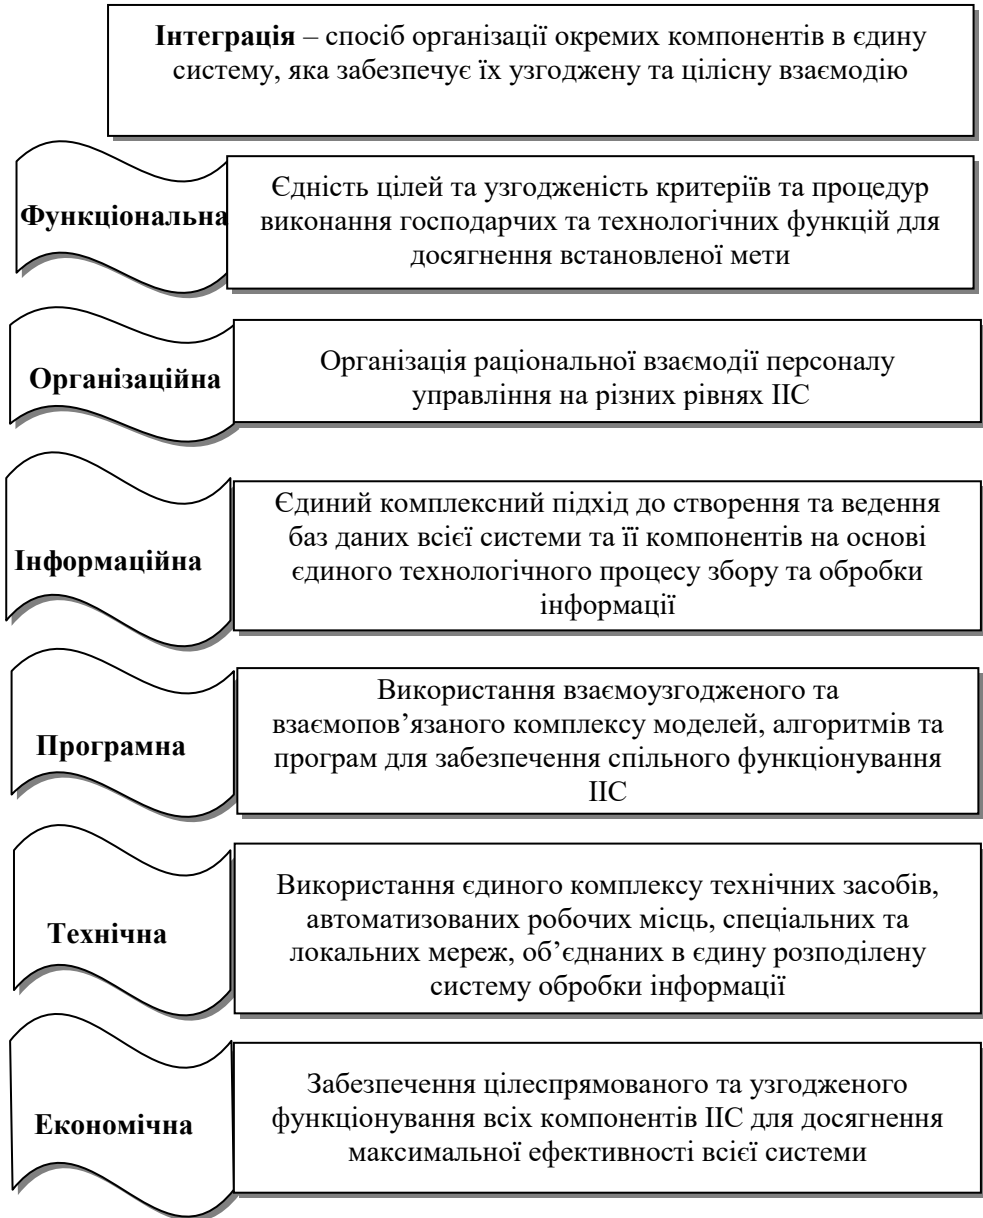 Інтеграція – спосіб організації окремих компонентів в єдину
систему, яка забезпечує їх узгоджену та цілісну взаємодію
Функціональна
Єдність цілей та узгодженість критеріїв та процедур
виконання господарчих та технологічних функцій для
досягнення встановленої мети
Організаційна
Організація раціональної взаємодії персоналу
управління на різних рівнях ІІС
Інформаційна
Єдиний комплексний підхід до створення та ведення
баз даних всієї системи та її компонентів на основі
єдиного технологічного процесу збору та обробки
інформації
Програмна
Використання взаємоузгодженого та
взаємопов’язаного комплексу моделей, алгоритмів та
програм для забезпечення спільного функціонування
ІІС
Технічна
Використання єдиного комплексу технічних засобів,
автоматизованих робочих місць, спеціальних та
локальних мереж, об’єднаних в єдину розподілену
систему обробки інформації
Економічна
Забезпечення цілеспрямованого та узгодженого
функціонування всіх компонентів ІІС для досягнення
максимальної ефективності всієї системи